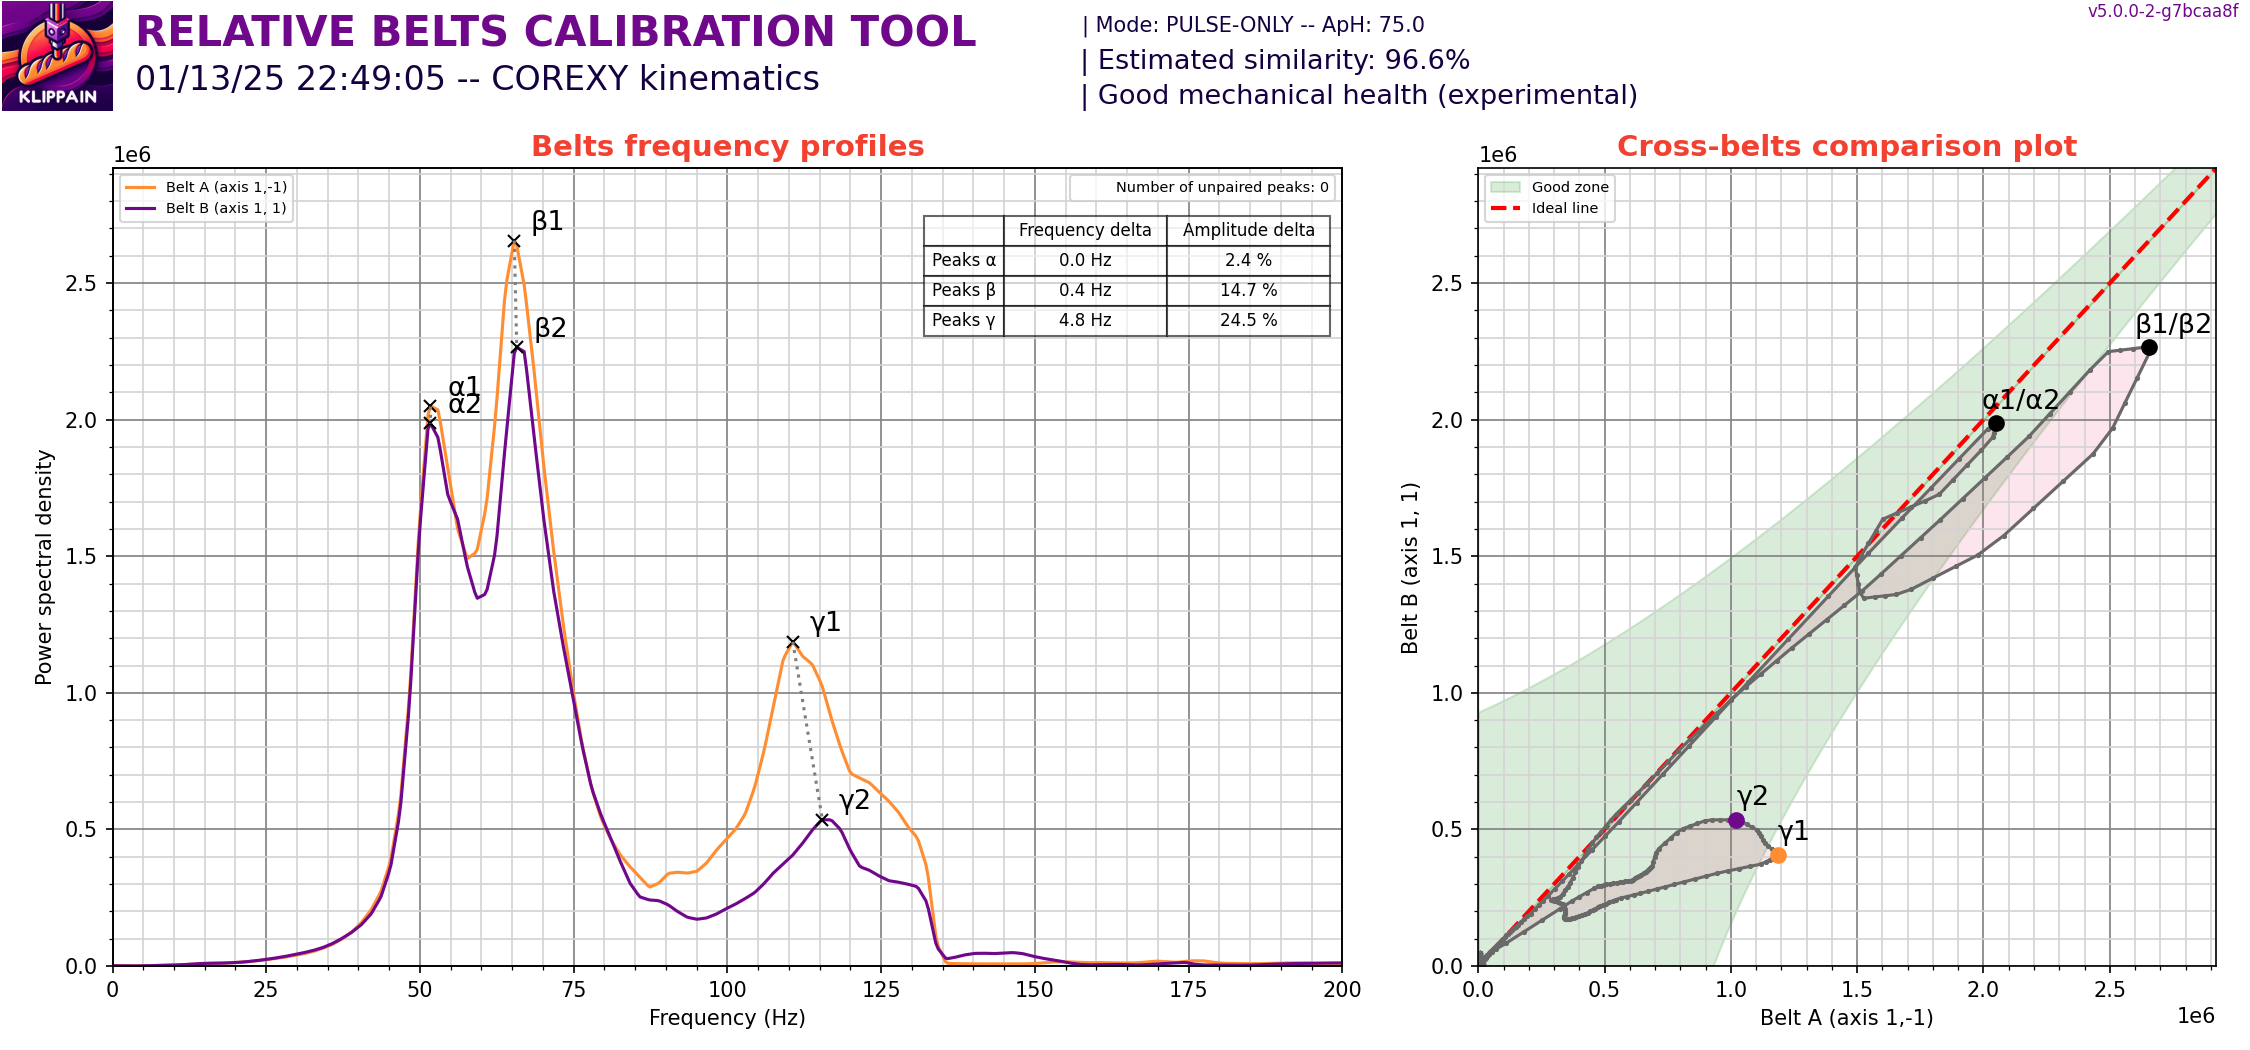 KLIPPAIN
RELATIVE BELTS CALIBRATION TOOL
01/13/25 22:49:05 -- COREXY kinematics
| Mode: PULSE-ONLY -- ApH: 75.0
| Estimated similarity: 96.6%
| Good mechanical health (experimental)
v5.0.0-2-g7bcaa8f
Belts frequency profiles
1e6
Belt A (axis 1,-1)
Belt B (axis 1, 1)
Number of unpaired peaks: 0
Frequency delta Amplitude delta
Peaks α 0.0 Hz 2.4 %
Peaks β 0.4 Hz 14.7 %
Peaks γ 4.8 Hz 24.5 %
β1
β2
α1
α2
γ1
γ2
Power spectral density
2.5
2.0
1.5
1.0
0.5
0.0
0 25 50 75 100 125 150 175 200
Frequency (Hz)
Cross-belts comparison plot
1e6
Good zone
Ideal line
β1/β2
α1/α2
γ2
γ1
Belt B (axis 1, 1)
2.5
2.0
1.5
1.0
0.5
0.0
0.0 0.5 1.0 1.5 2.0 2.5
Belt A (axis 1,-1)
1e6